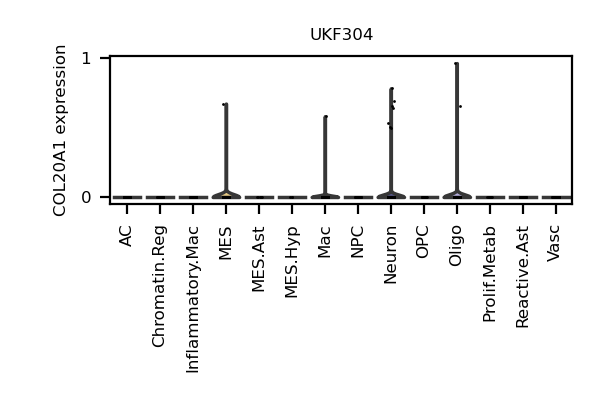 UKF304
COL20A1 expression
1
0
AC
Chromatin.Reg
Inflammatory.Mac
MES
MES.Ast
MES.Hyp
Mac
NPC
Neuron
OPC
Oligo
Prolif.Metab
Reactive.Ast
Vasc